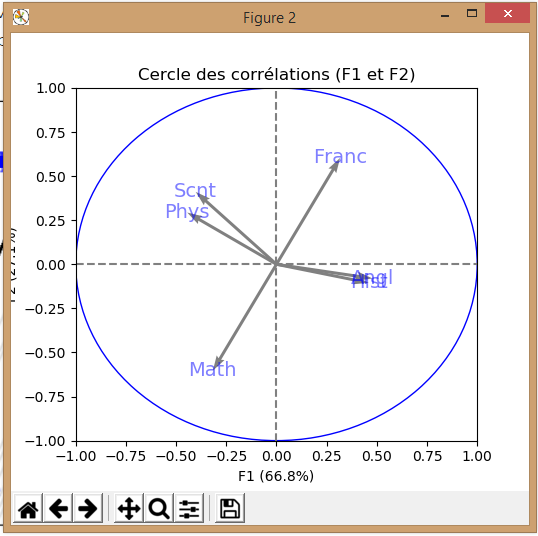 Figure 2
Cercle des corrélations (F1 et F2)
1.00
0.75
Franc
0.50
Scnt
Phys
0.25
0.00
Angl
Hist
−0.25
−0.50
Math
−0.75
−1.00
−1.00 −0.75 −0.50 −0.25 0.00 0.25 0.50 0.75 1.00
F1 (66.8%)